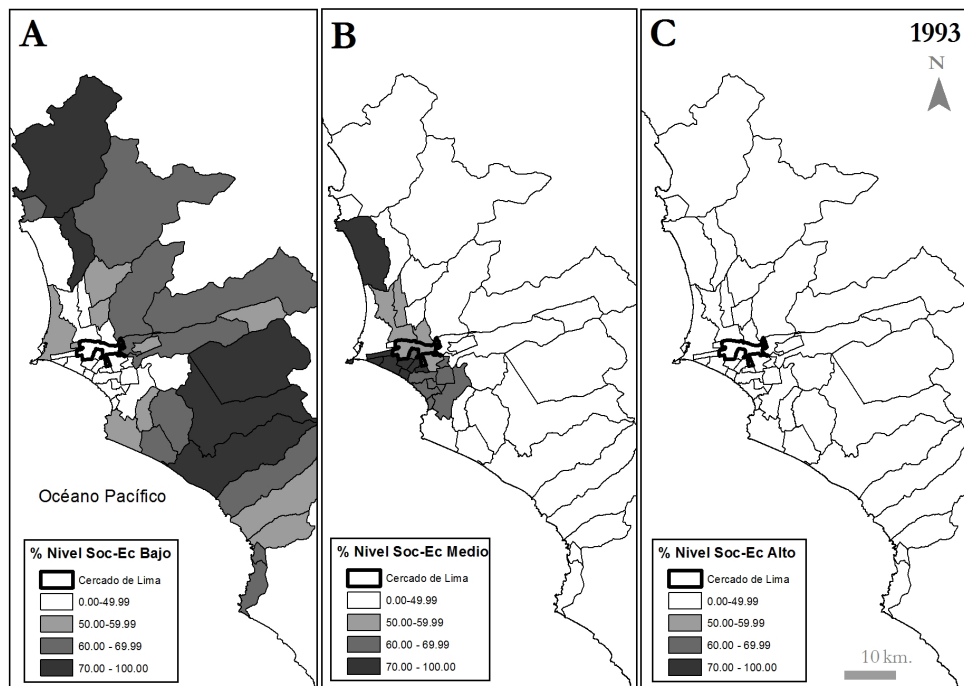 A
B
C
1993
N
Océano Pacífico
% Nivel Soc-Ec Bajo
Cercado de Lima
0.00-49.99
50.00-59.99
60.00 - 69.99
70.00 - 100.00
% Nivel Soc-Ec Medio
Cercado de Lima
0.00-49.99
50.00-59.99
60.00 - 69.99
70.00 - 100.00
% Nivel Soc-Ec Alto
Cercado de Lima
0.00-49.99
50.00-59.99
60.00 - 69.99
70.00 - 100.00
10 km.